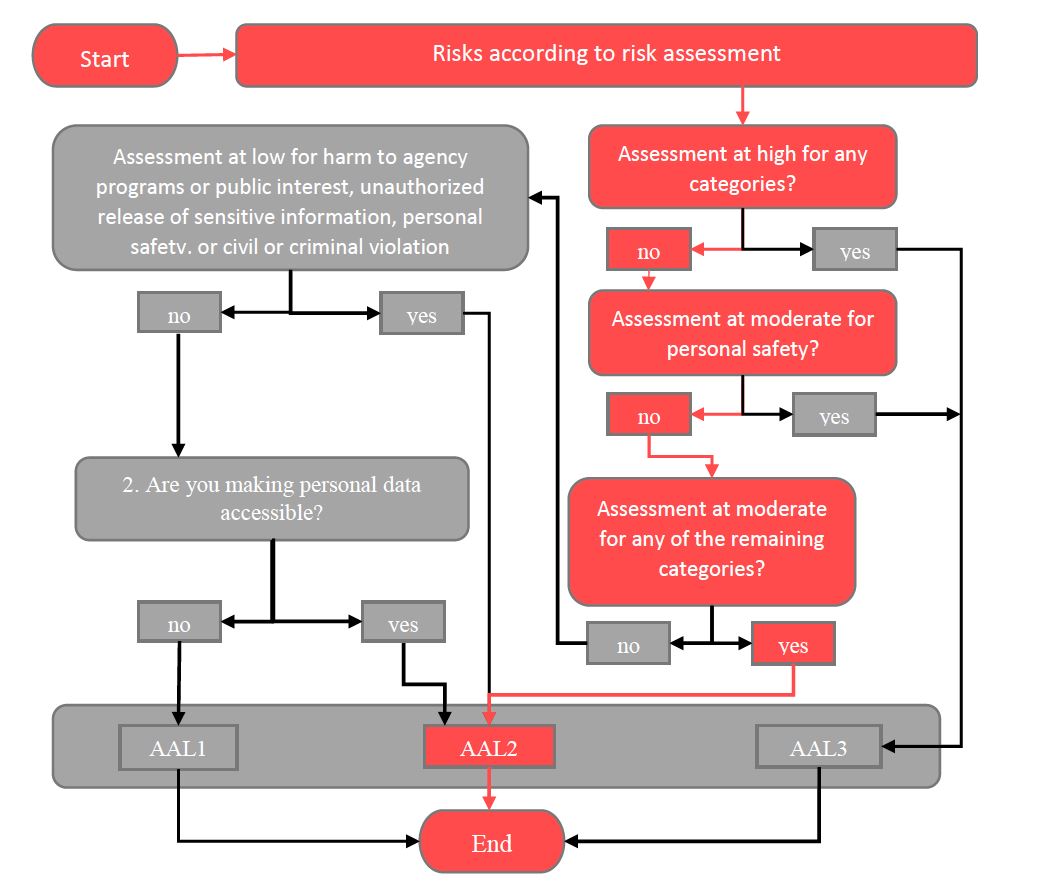 Start
Risks according to risk assessment
Assessment at high for any
categories?
no
yes
Assessment at moderate for
personal safety?
no
yes
Assessment at moderate
for any of the remaining
categories?
no
yes
Assessment at low for harm to agency
programs or public interest, unauthorized
release of sensitive information, personal
safety. or civil or criminal violation
no
yes
2. Are you making personal data
accessible?
no
yes
AAL1
AAL2
AAL3
End